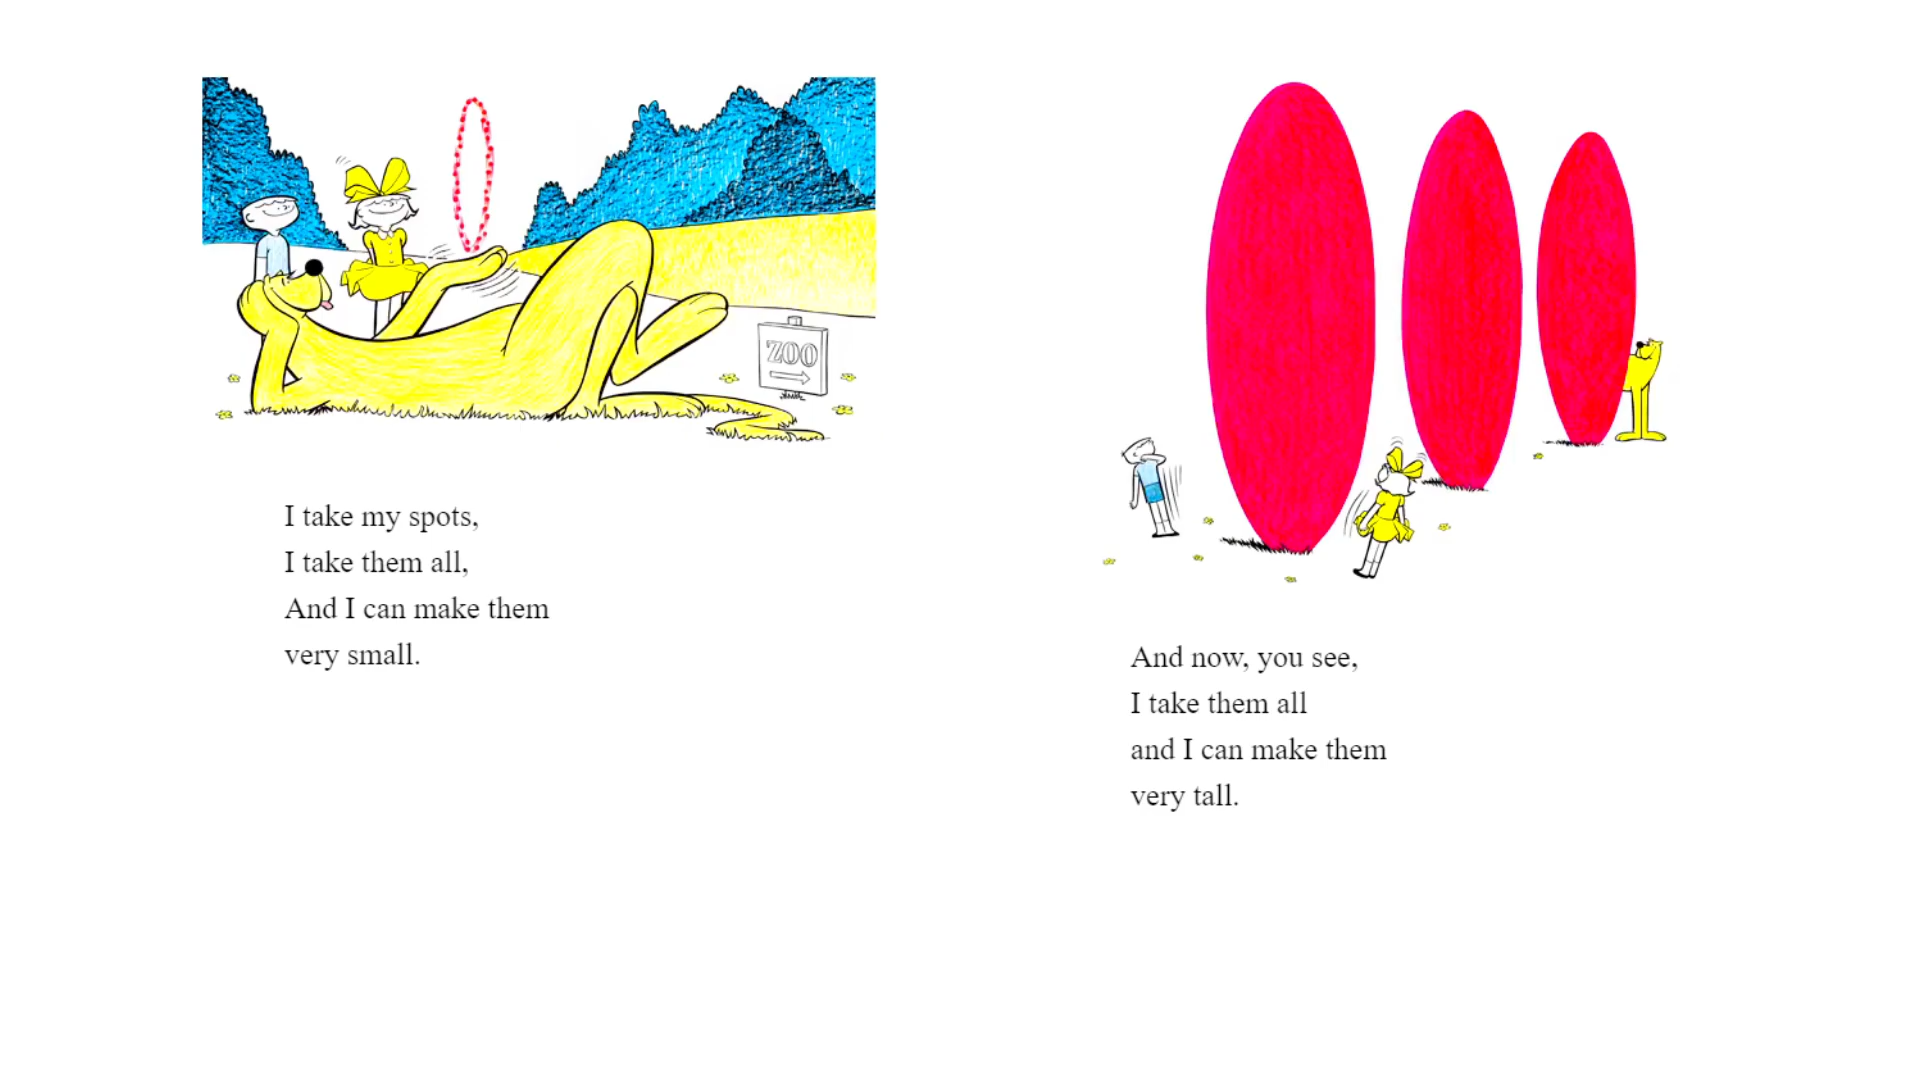 ZOO
I take my spots,
I take them all,
And I can make them
very small.
And now, you see,
I take them all
and I can make them
very tall.